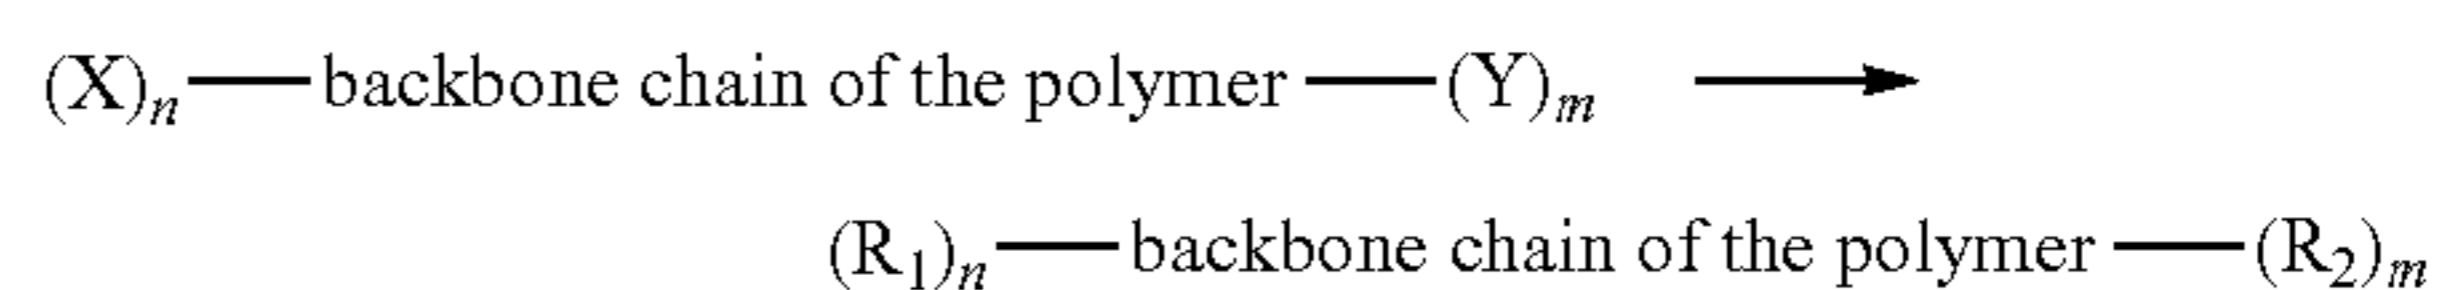 (X)n—backbone chain of the polymer—(Y)m →
(R1)n—backbone chain of the polymer—(R2)m